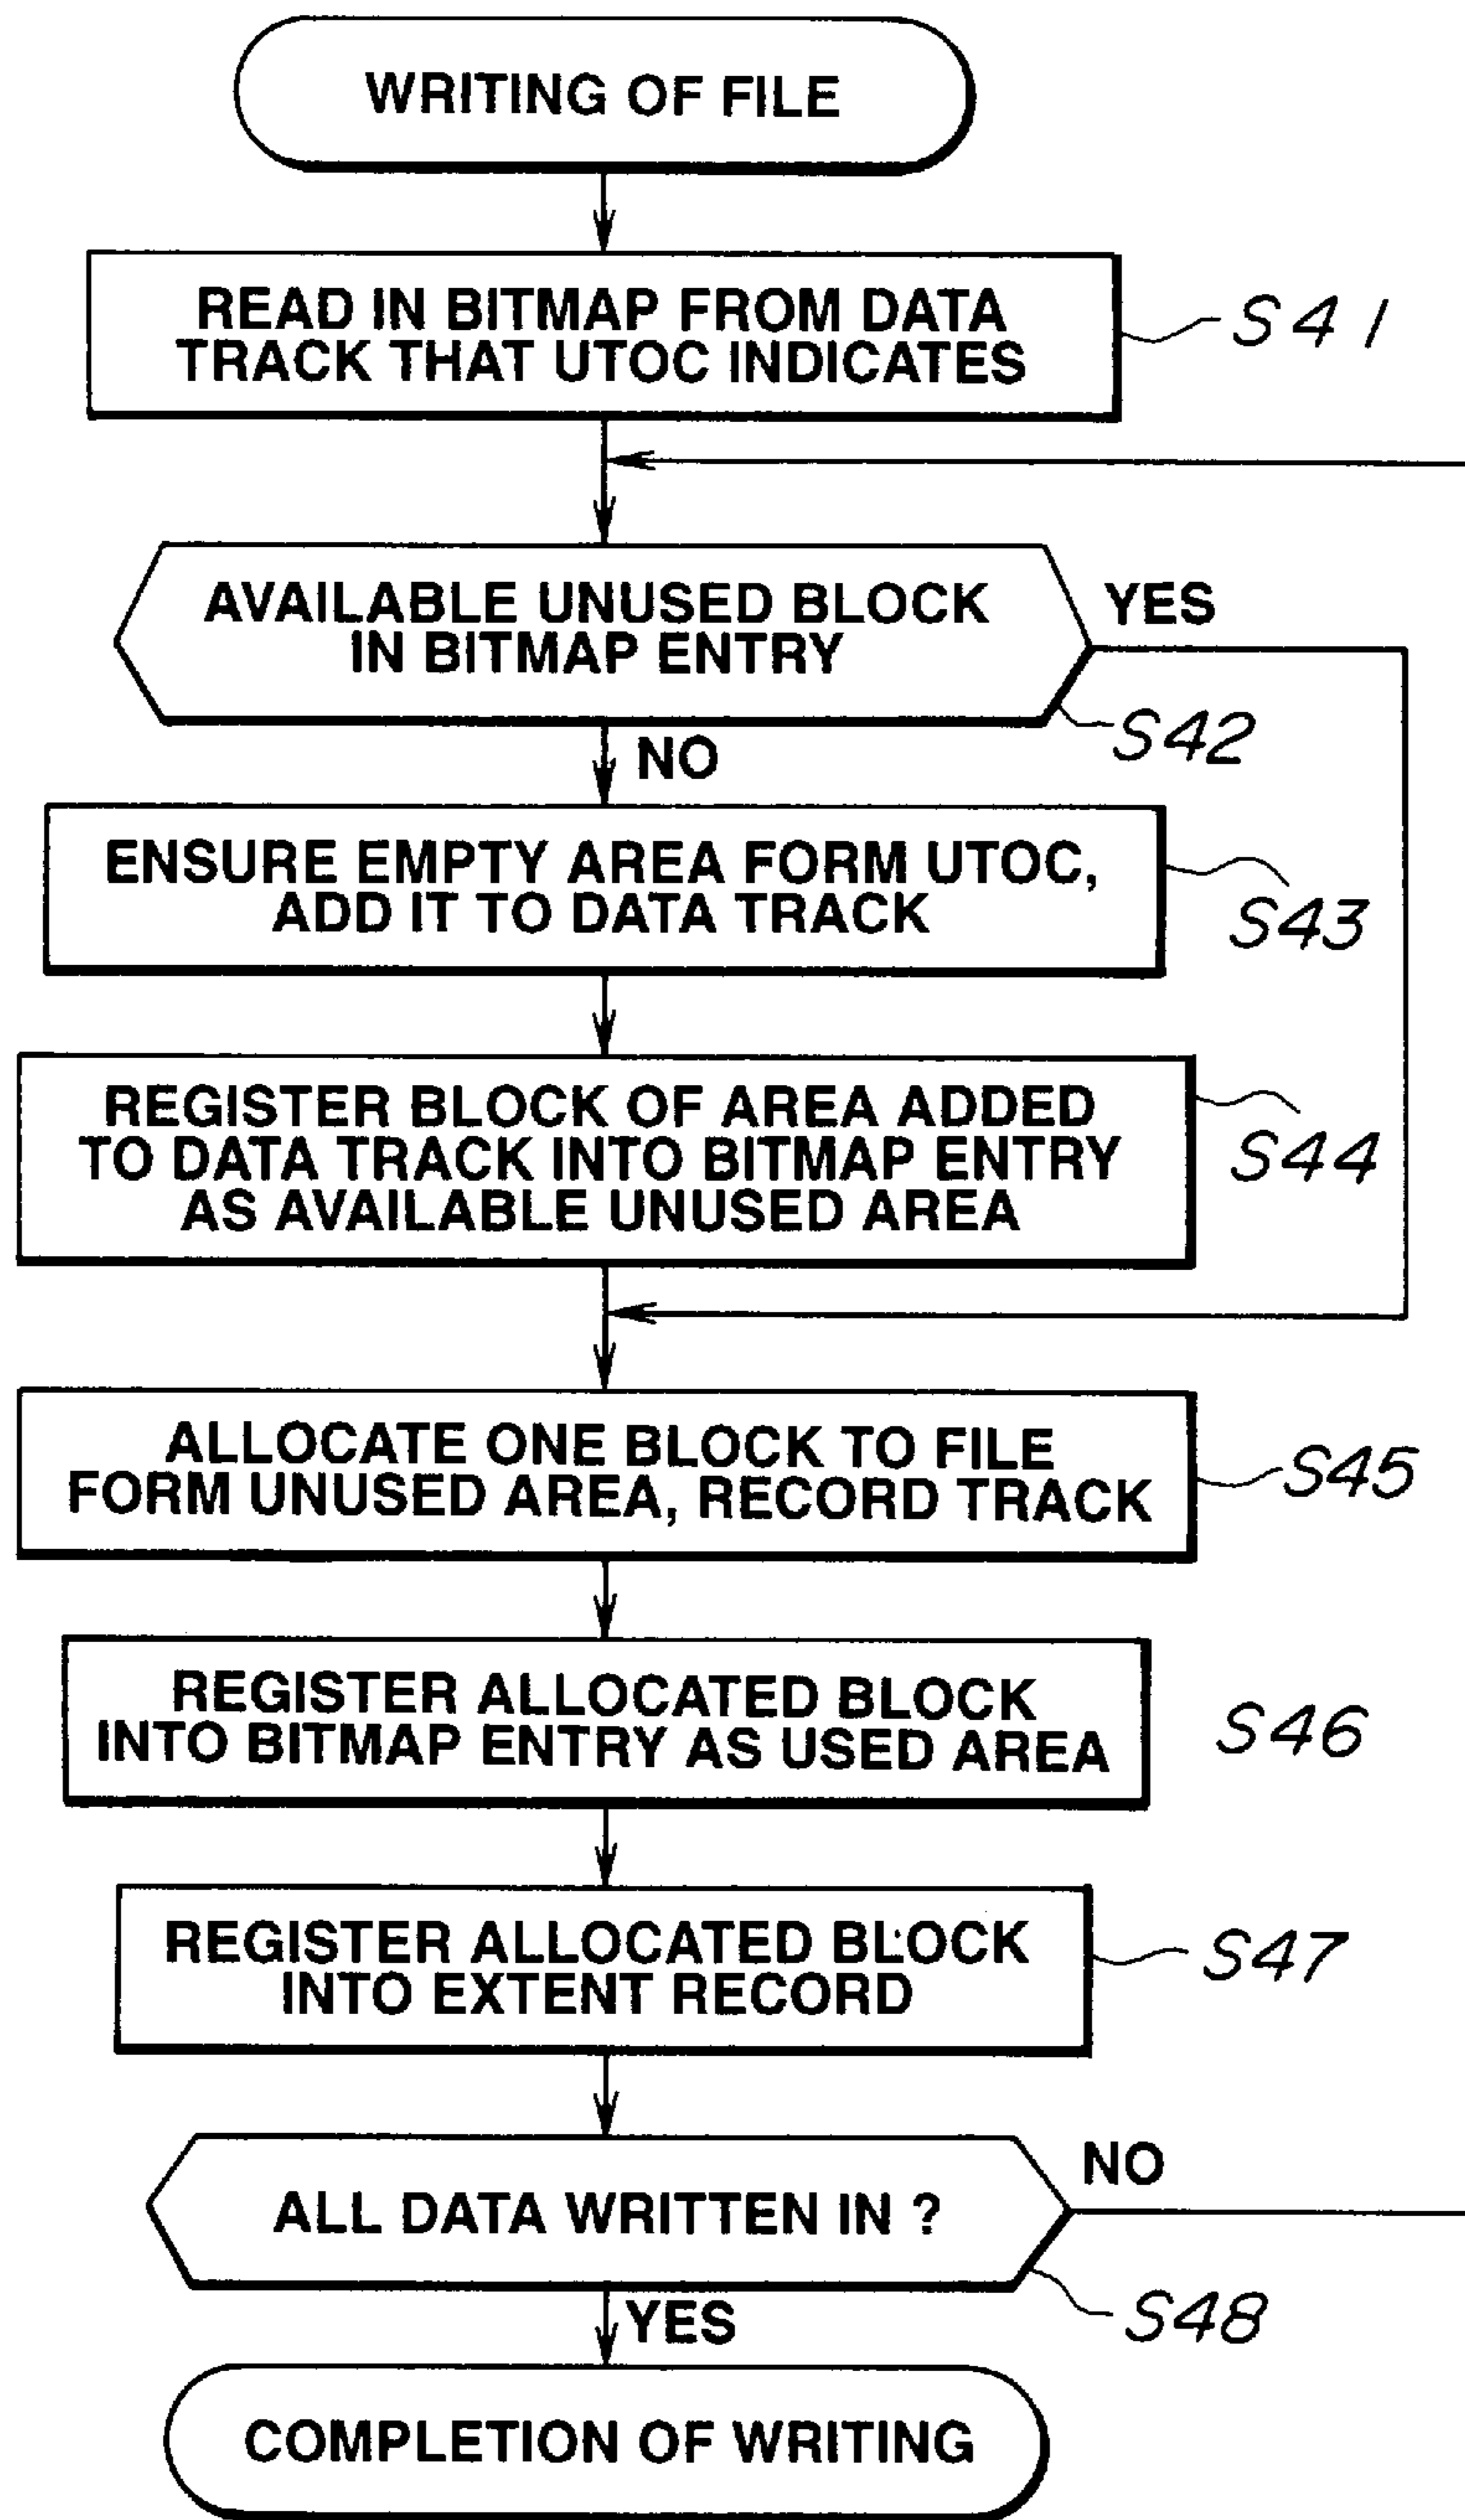 WRITING OF FILE
READ IN BITMAP FROM DATA
TRACK THAT UTOC INDICATES
S41
AVAILABLE UNUSED BLOCK
IN BITMAP ENTRY
YES
S42
NO
ENSURE EMPTY AREA FORM UTOC,
ADD IT TO DATA TRACK
S43
REGISTER BLOCK OF AREA ADDED
TO DATA TRACK INTO BITMAP ENTRY
AS AVAILABLE UNUSED AREA
S44
ALLOCATE ONE BLOCK TO FILE
FORM UNUSED AREA, RECORD TRACK
S45
REGISTER ALLOCATED BLOCK
INTO BITMAP ENTRY AS USED AREA
S46
REGISTER ALLOCATED BLOCK
INTO EXTENT RECORD
S47
ALL DATA WRITTEN IN ?
NO
S48
YES
COMPLETION OF WRITING